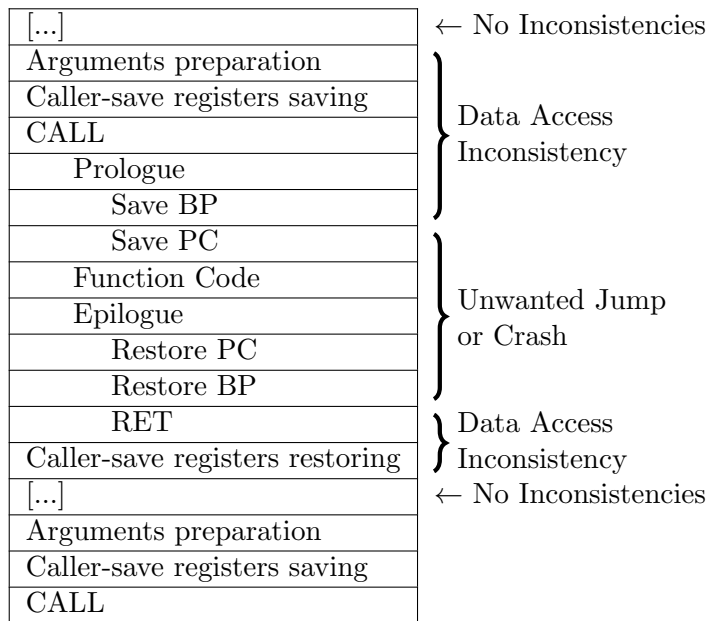 [...]
← No Inconsistencies
Arguments preparation
Caller-save registers saving
CALL
Prologue
Save BP
Data Access
Inconsistency
Save PC
Function Code
Epilogue
Restore PC
Restore BP
Unwanted Jump
or Crash
RET
Caller-save registers restoring
Data Access
Inconsistency
[...]
← No Inconsistencies
Arguments preparation
Caller-save registers saving
CALL